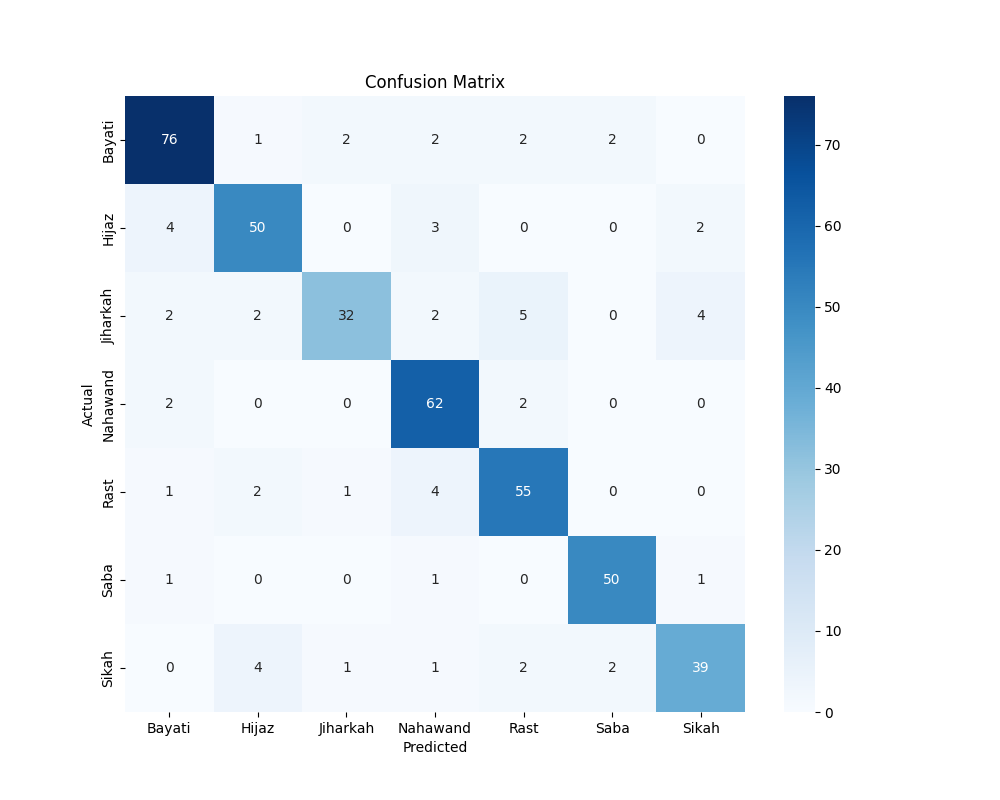 Confusion Matrix
Bayati 76 1 2 2 2 2 0
Hijaz 4 50 0 3 0 0 2
Jiharkah 2 2 32 2 5 0 4
Nahawand 2 0 0 62 2 0 0
Rast 1 2 1 4 55 0 0
Saba 1 0 0 1 0 50 1
Sikah 0 4 1 1 2 2 39
Actual
Bayati Hijaz Jiharkah Nahawand Rast Saba Sikah
Predicted
70
60
50
40
30
20
10
0